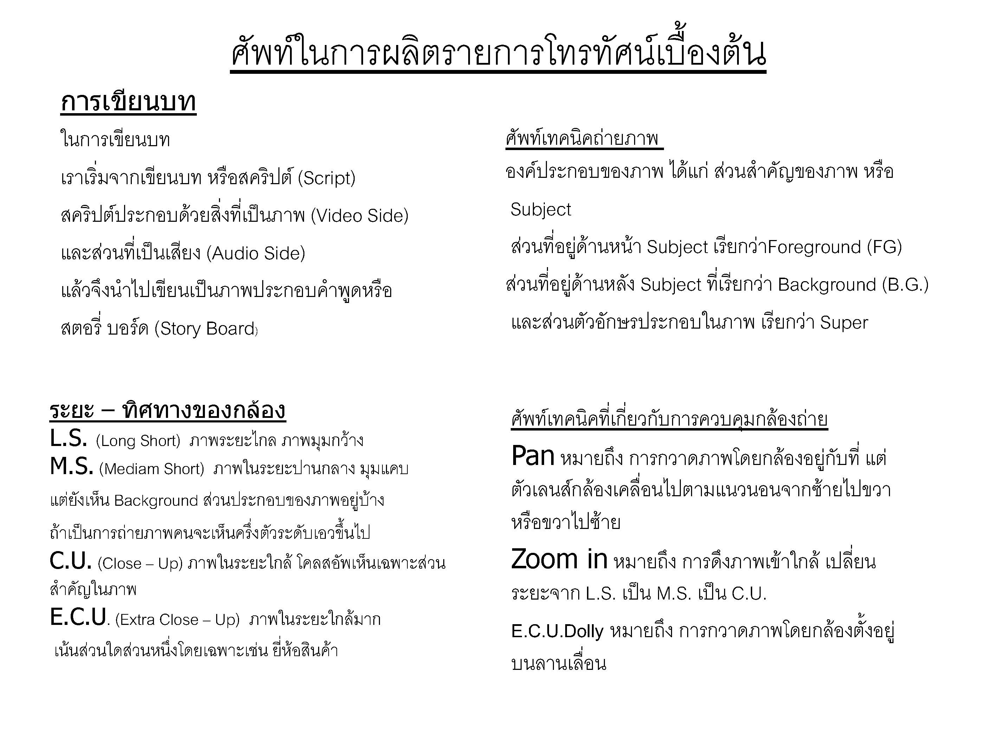 ศัพท์ในการผลิตรายการโทรทัศน์เบื้องต้น
การเขียนบท
ในการเขียนบท
เราเริ่มจากเขียนบท หรือสคริปต์ (Script)
สคริปต์ประกอบด้วยสิ่งที่เป็นภาพ (Video Side)
และส่วนที่เป็นเสียง (Audio Side)
แล้วจึงนำไปเขียนเป็นภาพประกอบคำพูดหรือ
สตอรี่ บอร์ด (Story Board)
ศัพท์เทคนิคถ่ายภาพ
องค์ประกอบของภาพ ได้แก่ ส่วนสำคัญของภาพ หรือ
Subject
ส่วนที่อยู่ด้านหน้า Subject เรียกว่าForeground (FG)
ส่วนที่อยู่ด้านหลัง Subject ที่เรียกว่า Background (B.G.)
และส่วนตัวอักษรประกอบในภาพ เรียกว่า Super
ระยะ – ทิศทางของกล้อง
L.S. (Long Short) ภาพระยะไกล ภาพมุมกว้าง
M.S. (Mediam Short) ภาพในระยะปานกลาง มุมแคบ
แต่ยังเห็น Background ส่วนประกอบของภาพอยู่บ้าง
ถ้าเป็นการถ่ายภาพคนจะเห็นครึ่งตัวระดับเอวขึ้นไป
C.U. (Close – Up) ภาพในระยะใกล้ โคลสอัพเห็นเฉพาะส่วน
สำคัญในภาพ
E.C.U. (Extra Close – Up) ภาพในระยะใกล้มาก
เน้นส่วนใดส่วนหนึ่งโดยเฉพาะเช่น ยี่ห้อสินค้า
ศัพท์เทคนิคที่เกี่ยวกับการควบคุมกล้องถ่าย
Pan หมายถึง การกวาดภาพโดยกล้องอยู่กับที่ แต่
ตัวเลนส์กล้องเคลื่อนไปตามแนวนอนจากซ้ายไปขวา
หรือขวาไปซ้าย
Zoom in หมายถึง การดึงภาพเข้าใกล้ เปลี่ยน
ระยะจาก L.S. เป็น M.S. เป็น C.U.
E.C.U.Dolly หมายถึง การกวาดภาพโดยกล้องตั้งอยู่
บนลานเลื่อน